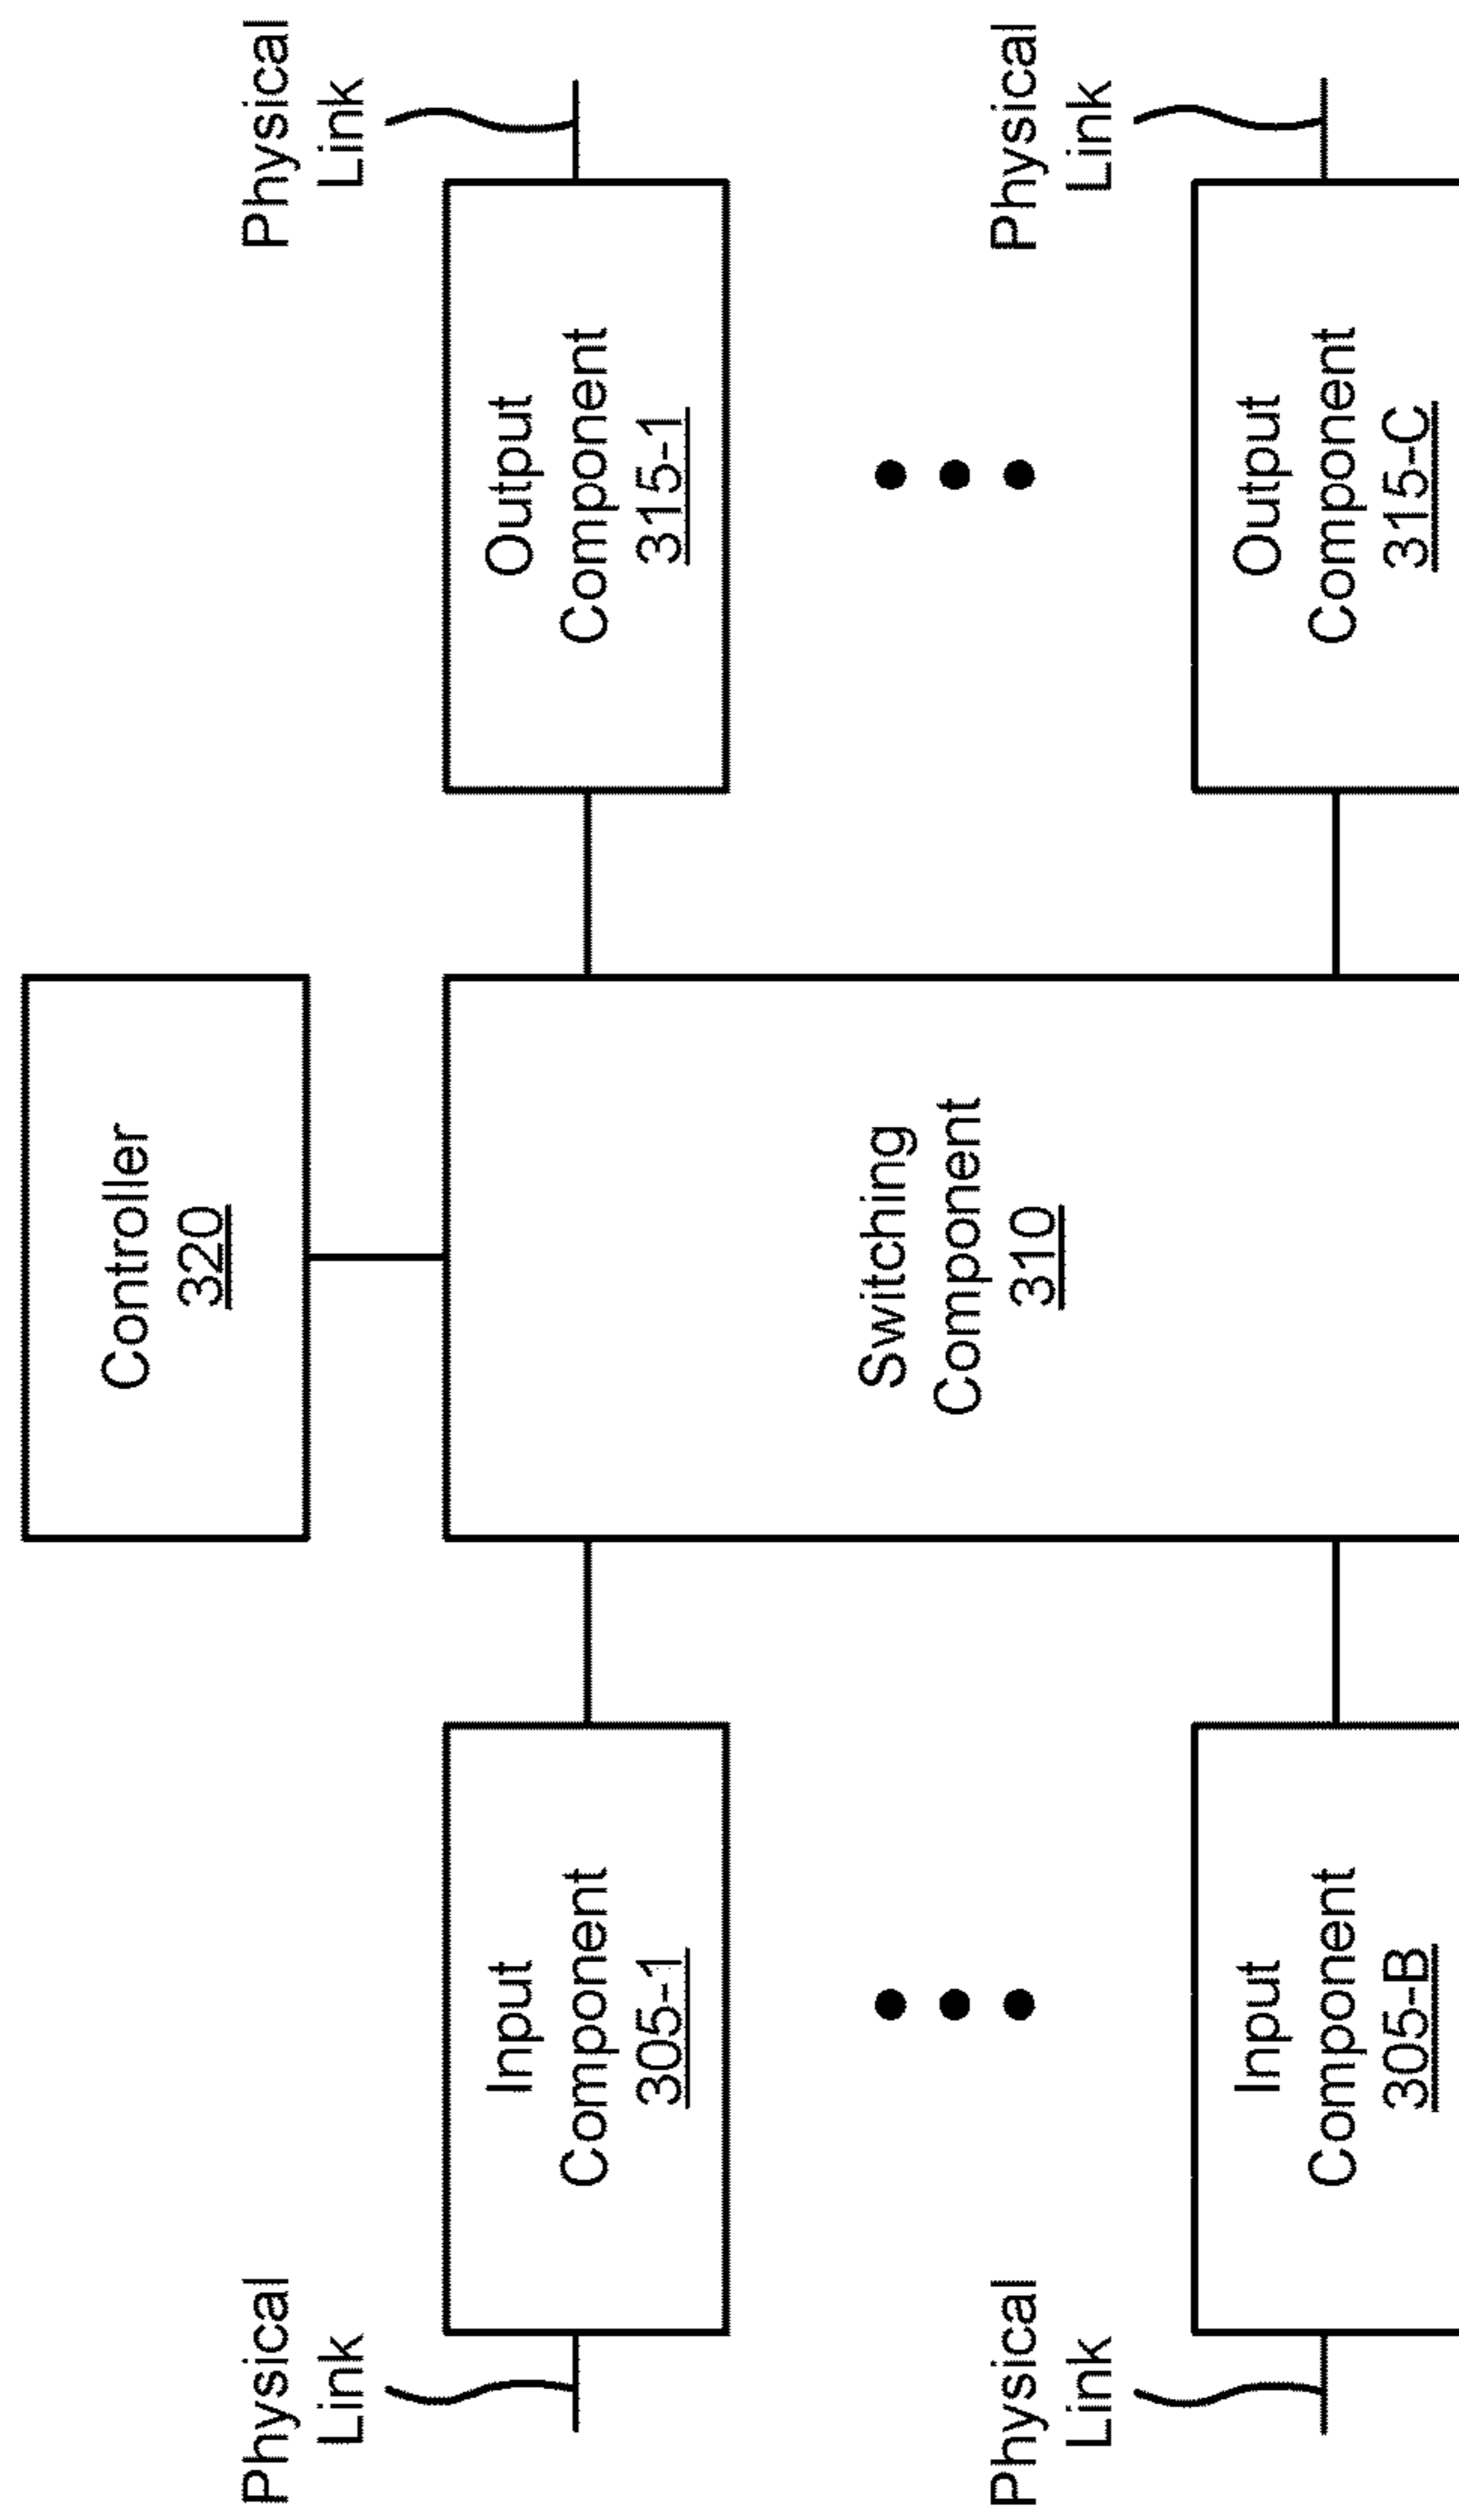 Controller
320
Physical
Link
Input
Component
305-1
Switching
Component
310
Output
Component
315-1
Physical
Link
Physical
Link
Input
Component
305-B
Output
Component
315-C
Physical
Link